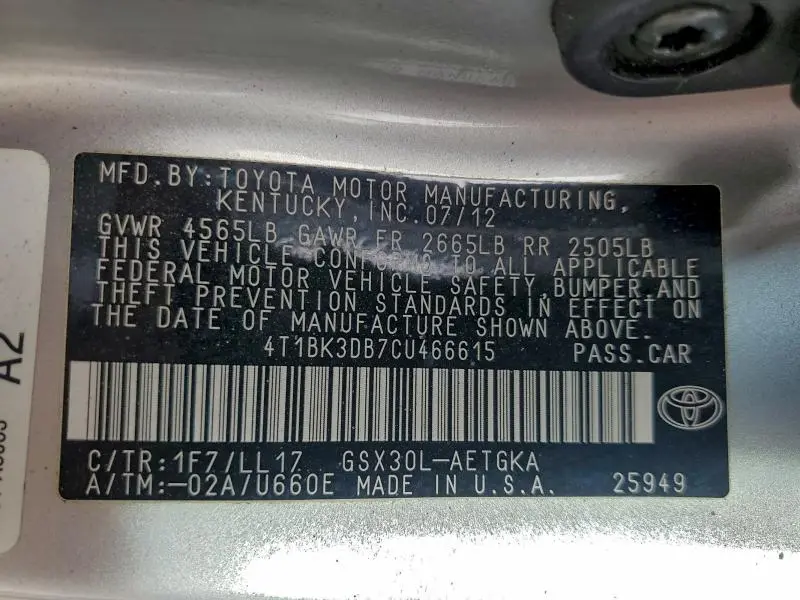 MFD.BY:TOYOTA MOTOR MANUFACTURING,
KENTUCKY,INC.07/12
GVWR 4565LB GAWR FR 2665LB RR 2505LB
THIS VEHICLE CONFORMS TO ALL APPLICABLE
FEDERAL MOTOR VEHICLE SAFETY,BUMPER,AND
THEFT PREVENTION STANDARDS IN EFFECT ON
THE DATE OF MANUFACTURE SHOWN ABOVE.
4T1BK3DB7CU466615 PASS.CAR
C/TR:1F7/LL17 GSX30L-AETGKA
A/TM:-02A/U660E MADE IN U.S.A. 25949
A2